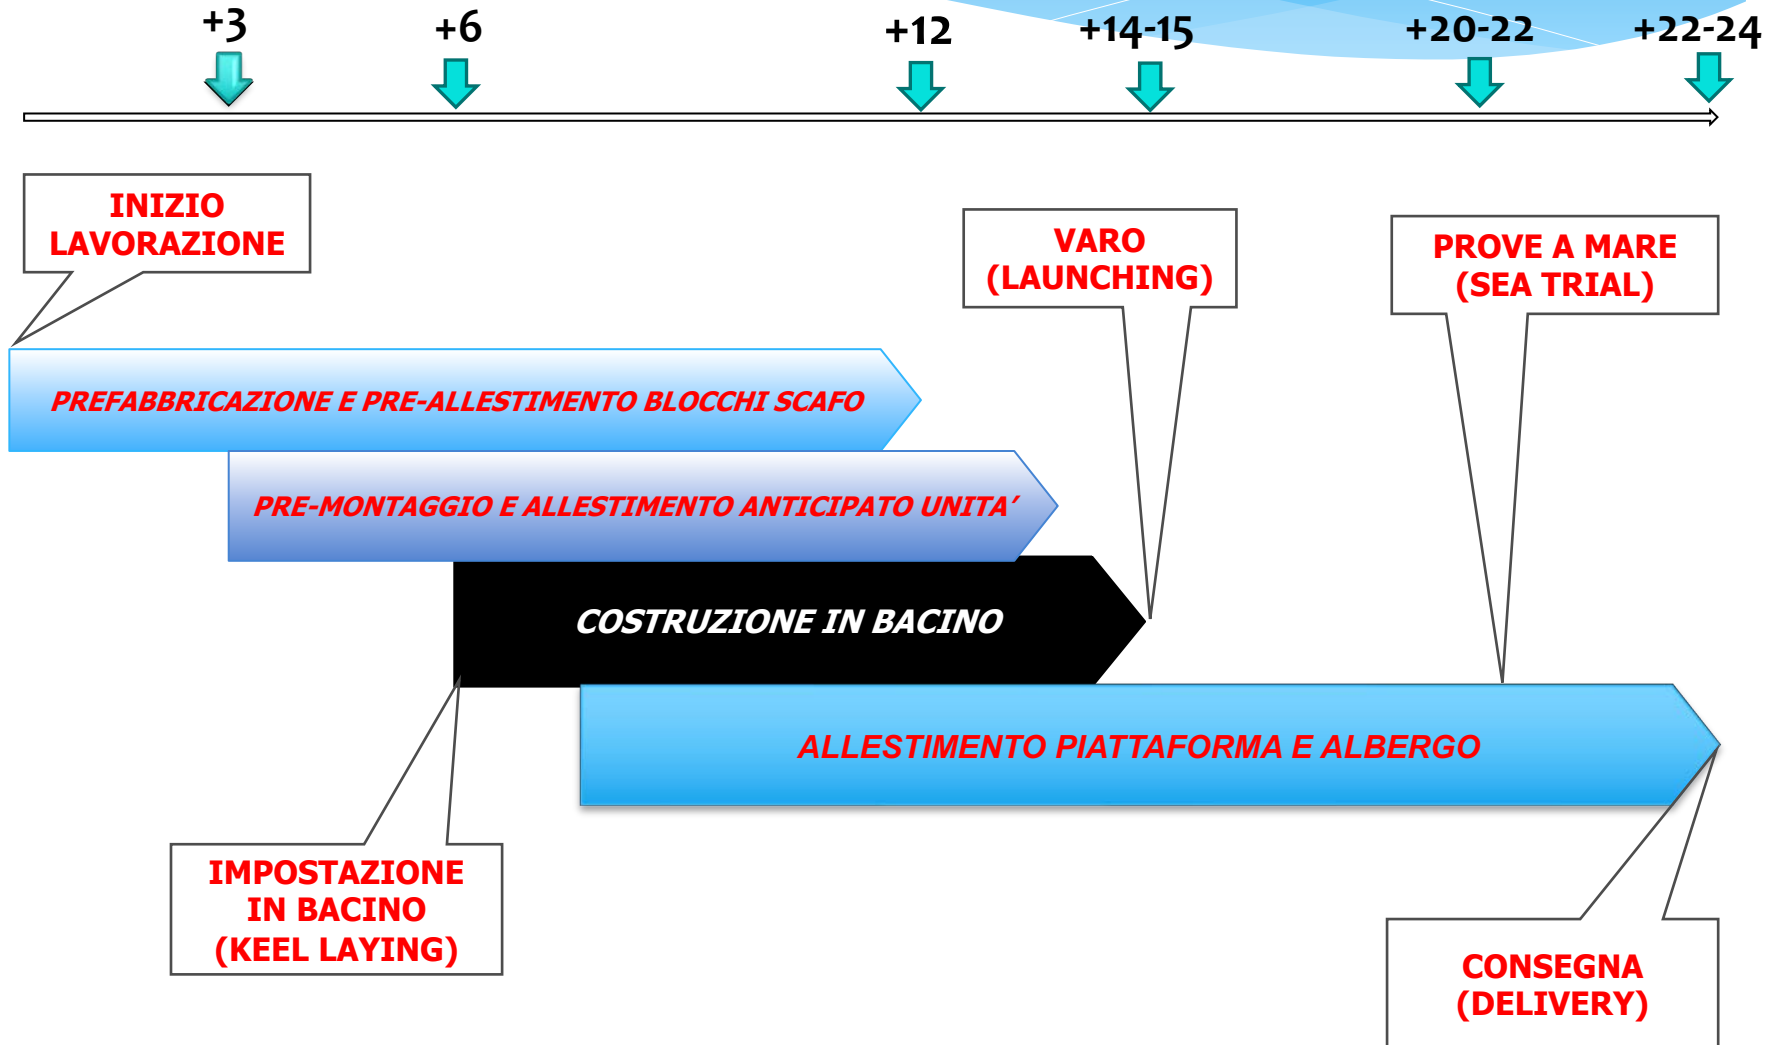 +3
+6
+12
+14-15
+20-22
+22-24
INIZIO
LAVORAZIONE
VARO
(LAUNCHING)
PROVE A MARE
(SEA TRIAL)
PREFABBRICAZIONE E PRE-ALLESTIMENTO BLOCCHI SCAFO
PRE-MONTAGGIO E ALLESTIMENTO ANTICIPATO UNITA’
COSTRUZIONE IN BACINO
ALLESTIMENTO PIATTAFORMA E ALBERGO
IMPOSTAZIONE
IN BACINO
(KEEL LAYING)
CONSEGNA
(DELIVERY)